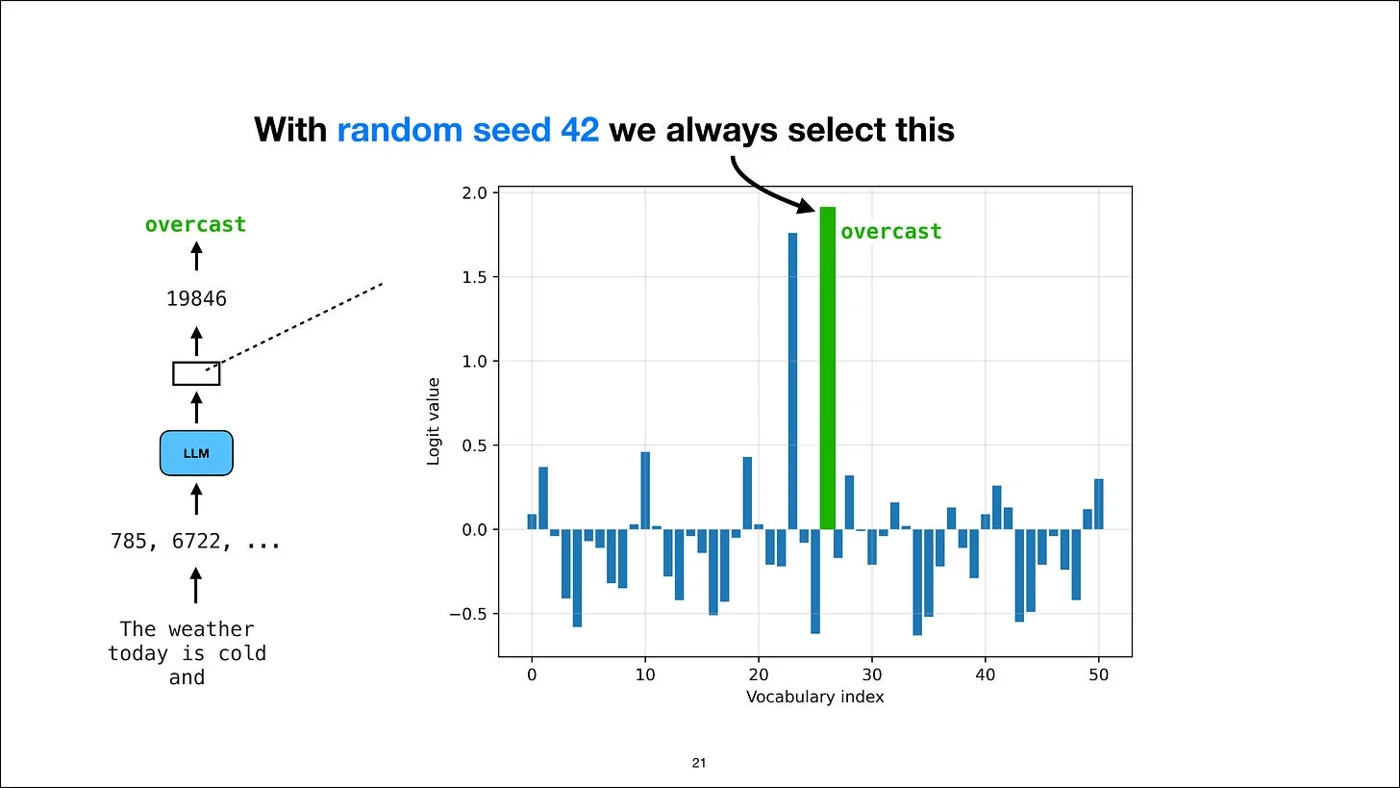 With random seed 42 we always select this
overcast
19846
LLM
785, 6722, ...
The weather
today is cold
and
2.0
1.5
1.0
0.5
0.0
−0.5
Logit value
overcast
0 10 20 30 40 50
Vocabulary index
21